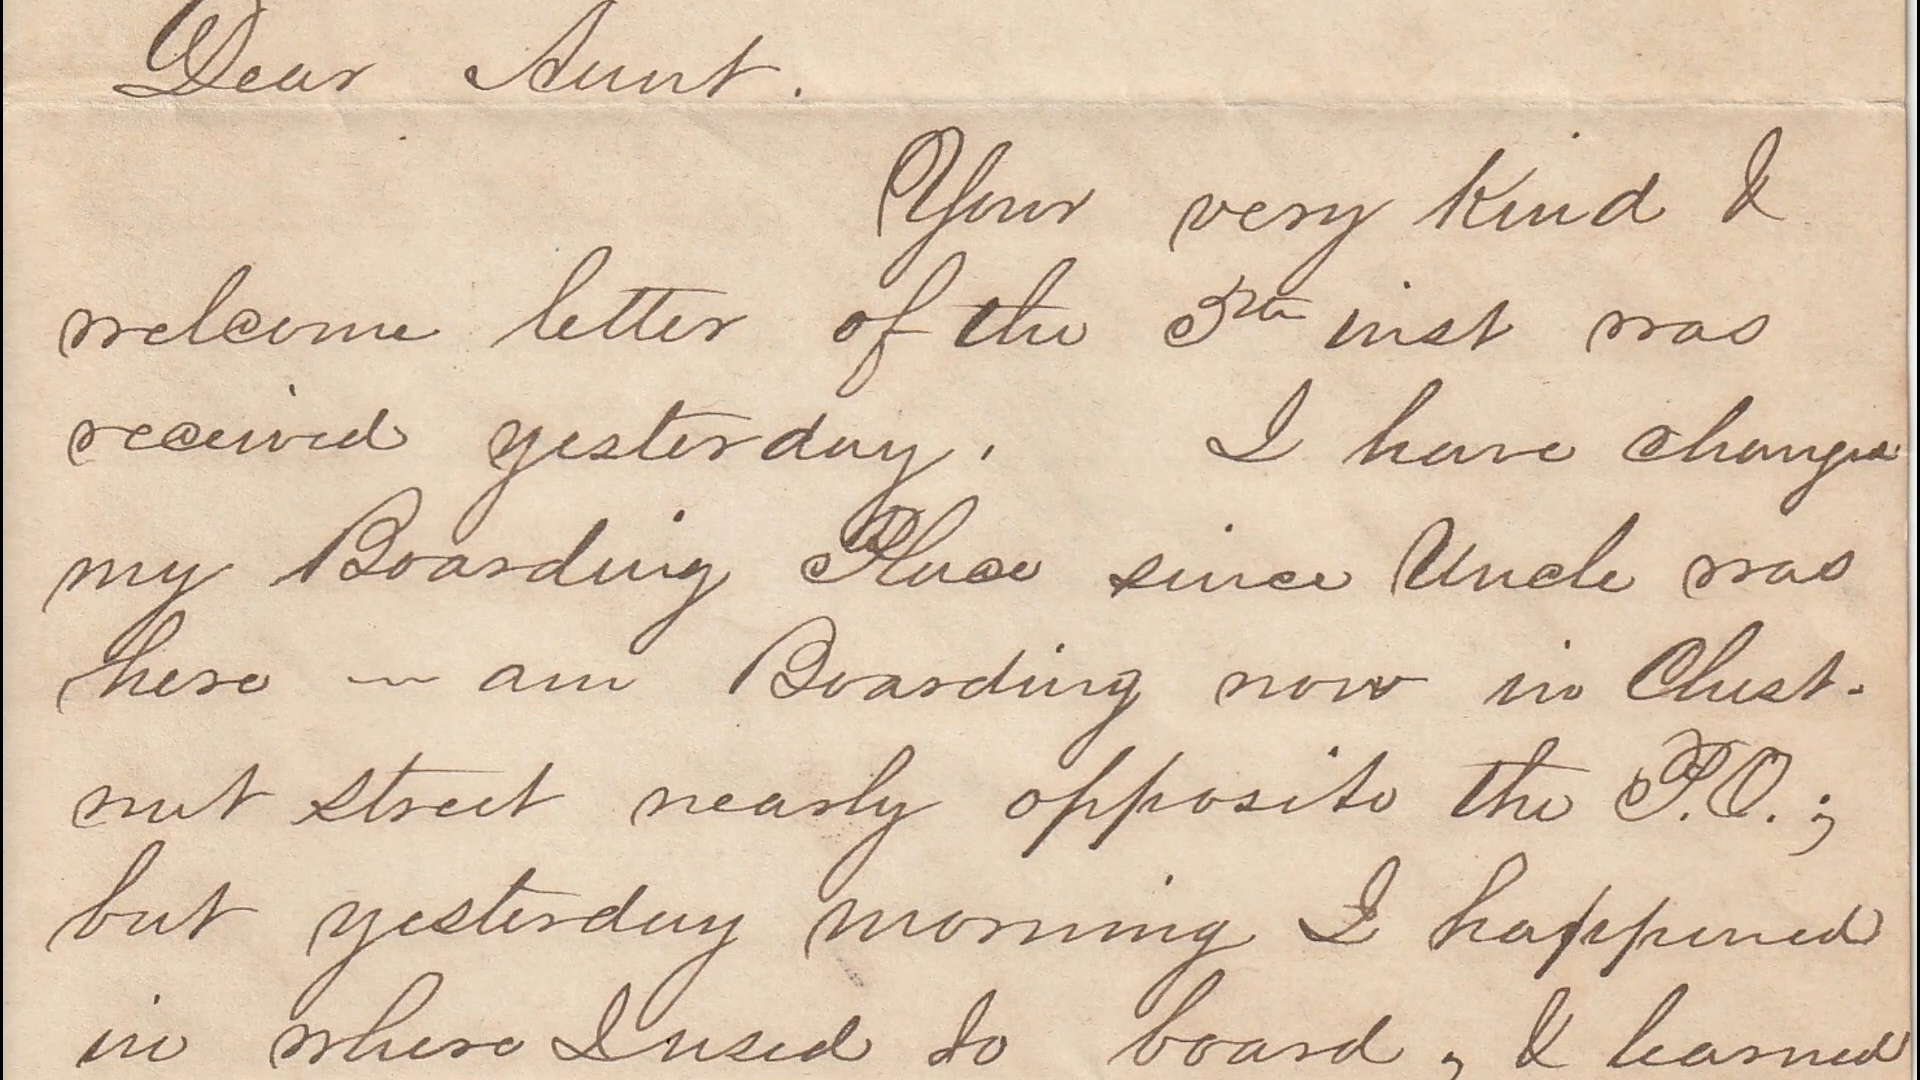 Dear Aunt.
Your very kind &
welcome letter of the 5th inst was
received yesterday. I have changed
my Boarding Place since Uncle was
here – am Boarding now in Chest-
nut street nearly opposite the P.O.;
but yesterday morning I happened
in where I used to board, & learned